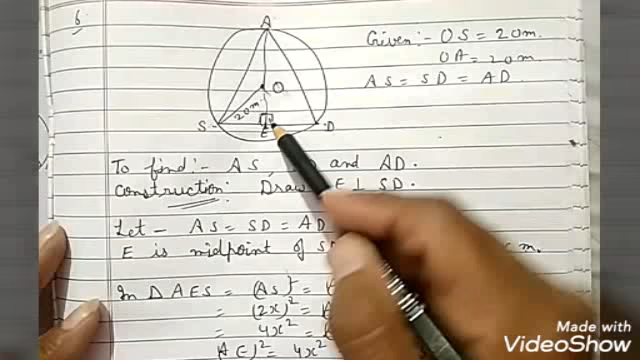 6
A
O
20m.
S
D
E
Given:- OS = 20m.
OA = 20m
AS = SD = AD.
To find:- AS, and AD.
Construction: Draw E ⊥ SD.
Let - AS = SD = AD
E is midpoint of m.
In Δ AES = (AS)² =
= (2x)² =
= 4x² =
(AE)² = 4x²
Made with
VideoShow